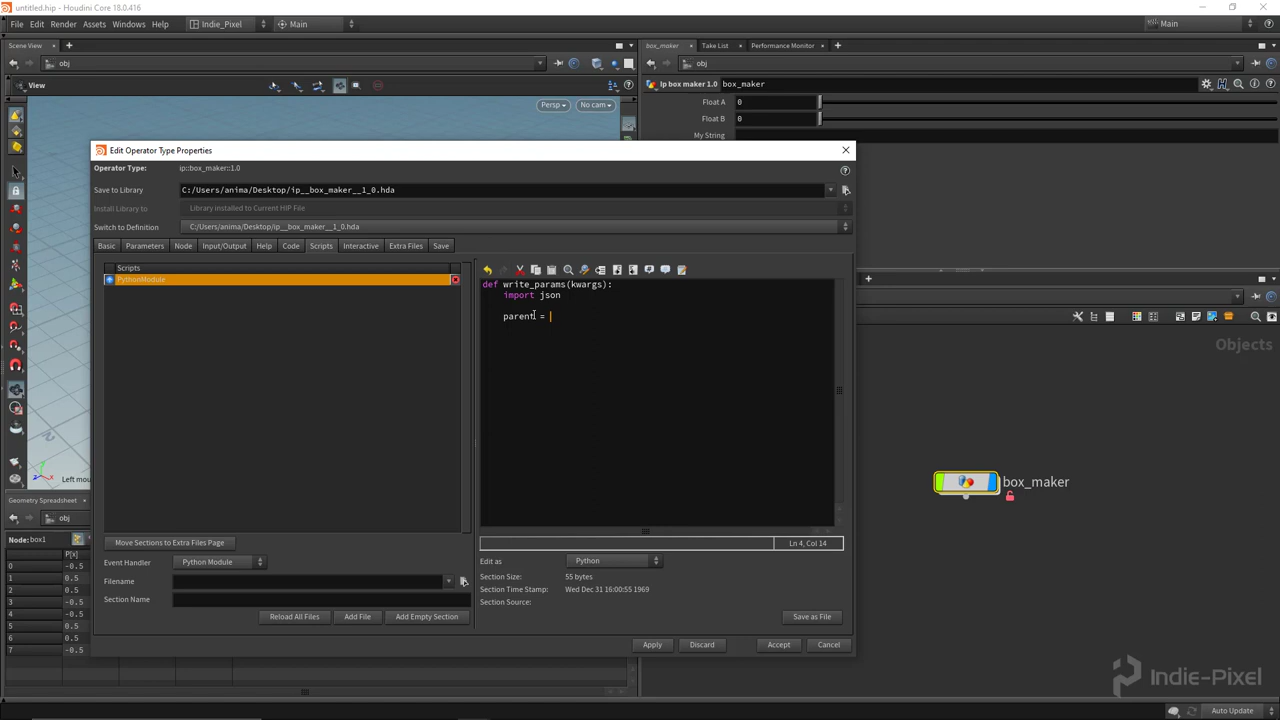 untitled.hip - Houdini Core 18.0.416
File Edit Render Assets Windows Help Indie_Pixel Main Main
Scene View
box_maker Take List Performance Monitor
obj
obj
View
Ip box maker 1.0 box_maker
Persp No cam
Float A 0
Float B 0
My String
Edit Operator Type Properties
Operator Type: ip::box_maker::1.0
Save to Library C:/Users/anima/Desktop/ip__box_maker__1_0.hda
Install Library to Library installed to Current HIP File
Switch to Definition C:/Users/anima/Desktop/ip__box_maker__1_0.hda
Basic Parameters Node Input/Output Help Code Scripts Interactive Extra Files Save
Scripts
PythonModule
def write_params(kwargs):
import json
parent =
Objects
box_maker
Left mou
Geometry Spreadsheet
obj
Node: box1
P[x]
0 -0.5
1 0.5
2 0.5
3 -0.5
4 -0.5
5 0.5
6 0.5
7 -0.5
Move Sections to Extra Files Page
Event Handler Python Module
Filename
Section Name
Reload All Files Add File Add Empty Section
Ln 4, Col 14
Edit as Python
Section Size: 55 bytes
Section Time Stamp: Wed Dec 31 16:00:55 1969
Section Source:
Save as File
Apply Discard Accept Cancel
Indie-Pixel
Auto Update